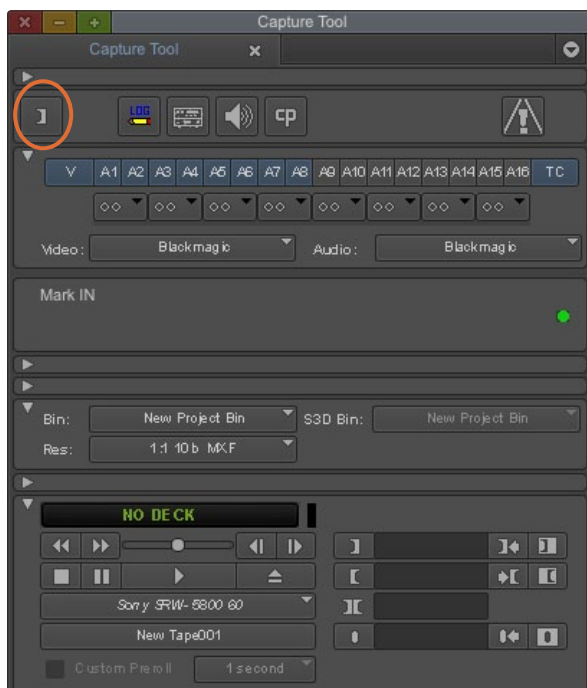 Capture Tool
Capture Tool x
LOG CP
V A1 A2 A3 A4 A5 A6 A7 A8 A9 A10 A11 A12 A13 A14 A15 A16 TC
Video: Blackmagic Audio: Blackmagic
Mark IN
Bin: New Project Bin S3D Bin: New Project Bin
Res: 1:1 10b MXF
NO DECK
Sony SRW-5800 60
New Tape001
Custom Preroll 1 second